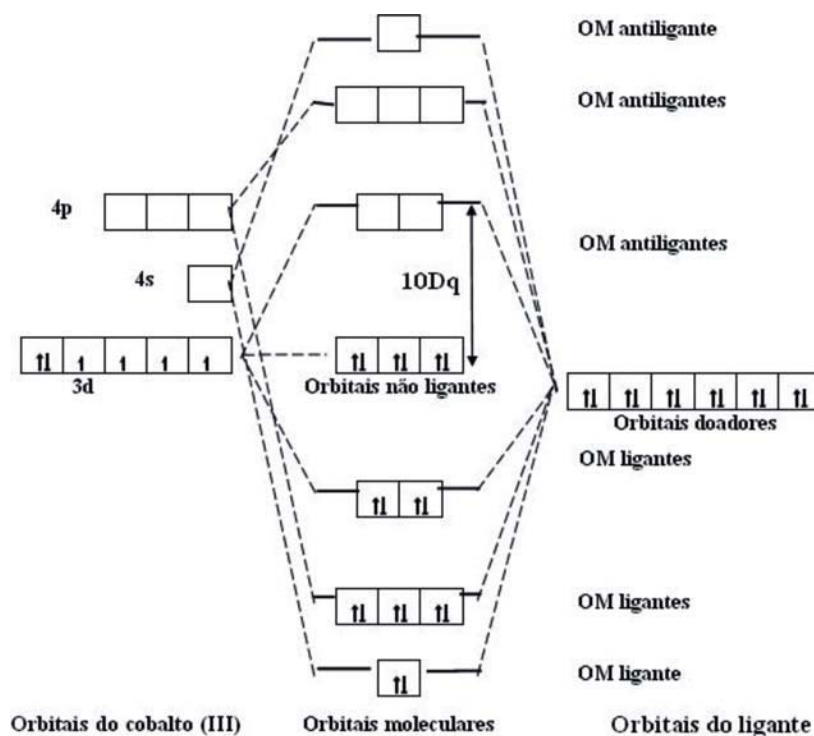 OM antiligante
OM antiligantes
4p
OM antiligantes
4s
10Dq
3d
Orbitais não ligantes
Orbitais doadores
OM ligantes
OM ligantes
OM ligante
Orbitais do cobalto (III)
Orbitais moleculares
Orbitais do ligante